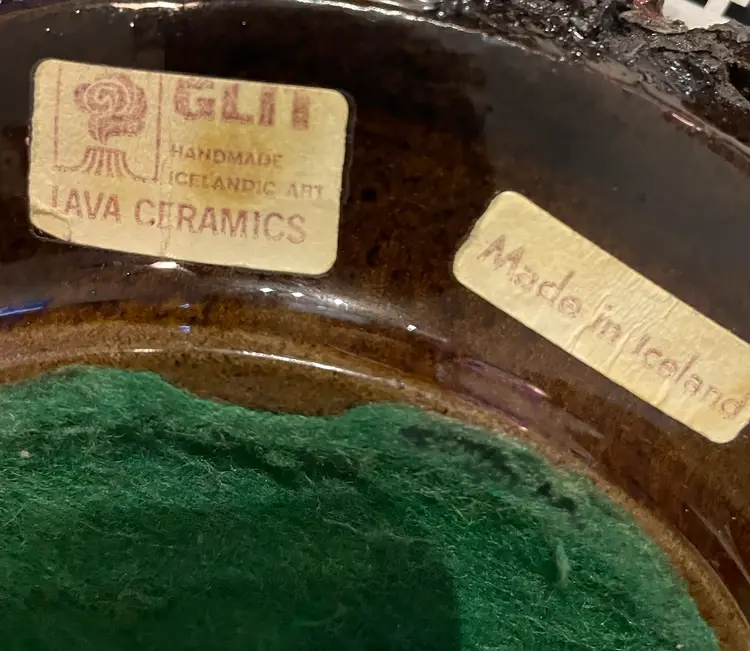 GLIT
HANDMADE
ICELANDIC ART
LAVA CERAMICS
Made in Iceland